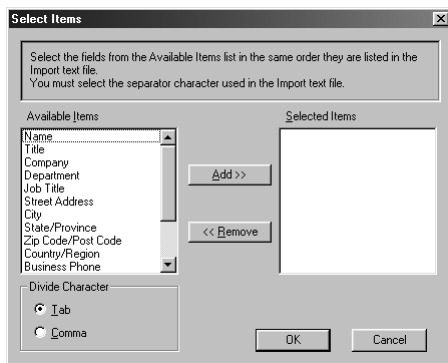 Select Items
Select the fields from the Available Items list in the same order they are listed in the
Import text file.
You must select the separator character used in the Import text file.
Available Items
Selected Items
Name
Title
Company
Department
Job Title
Street Address
City
State/Province
Zip Code/Post Code
Country/Region
Business Phone
Add >>
<< Remove
Divide Character
Tab
Comma
OK
Cancel